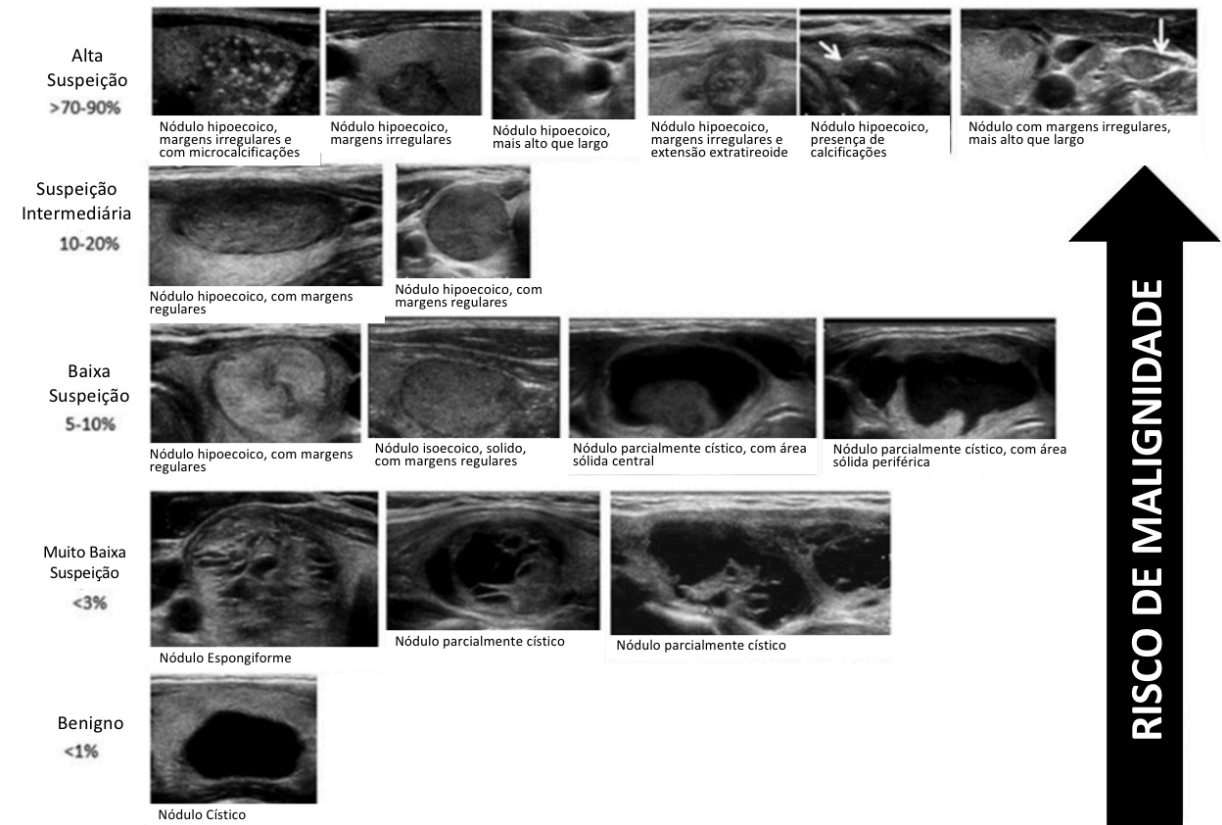 Alta
Suspeição
>70-90%
Nódulo hipoecoico,
margens irregulares e
com microcalcificações
Nódulo hipoecoico,
margens irregulares
Nódulo hipoecoico,
mais alto que largo
Nódulo hipoecoico,
margens irregulares e
extensão extratireoide
Nódulo hipoecoico,
presença de
calcificações
Nódulo com margens irregulares,
mais alto que largo
Suspeição
Intermediária
10-20%
Nódulo hipoecoico, com margens
regulares
Nódulo hipoecoico, com
margens regulares
Baixa
Suspeição
5-10%
Nódulo hipoecoico, com margens
regulares
Nódulo isoecoico, solido,
com margens regulares
Nódulo parcialmente cístico, com área
sólida central
Nódulo parcialmente cístico, com área
sólida periférica
Muito Baixa
Suspeição
<3%
Nódulo Espongiforme
Nódulo parcialmente cístico
Nódulo parcialmente cístico
Benigno
<1%
Nódulo Cístico
RISCO DE MALIGNIDADE